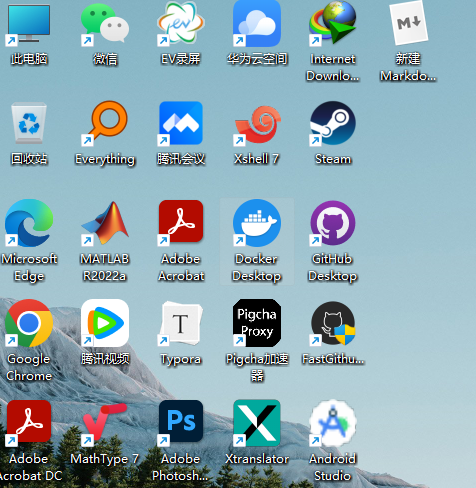 此电脑
微信
EV
EV录屏
华为云空间
Internet
Downlo...
M
新建
Markdo...
回收站
Everything
腾讯会议
Xshell 7
Steam
Microsoft
Edge
MATLAB
R2022a
Adobe
Acrobat
Docker
Desktop
GitHub
Desktop
Google
Chrome
腾讯视频
T
Typora
Pigcha
Proxy
Pigcha加速
器
FastGithu...
Adobe
Acrobat DC
MathType 7
Ps
Adobe
Photosh...
X
Xtranslator
Android
Studio